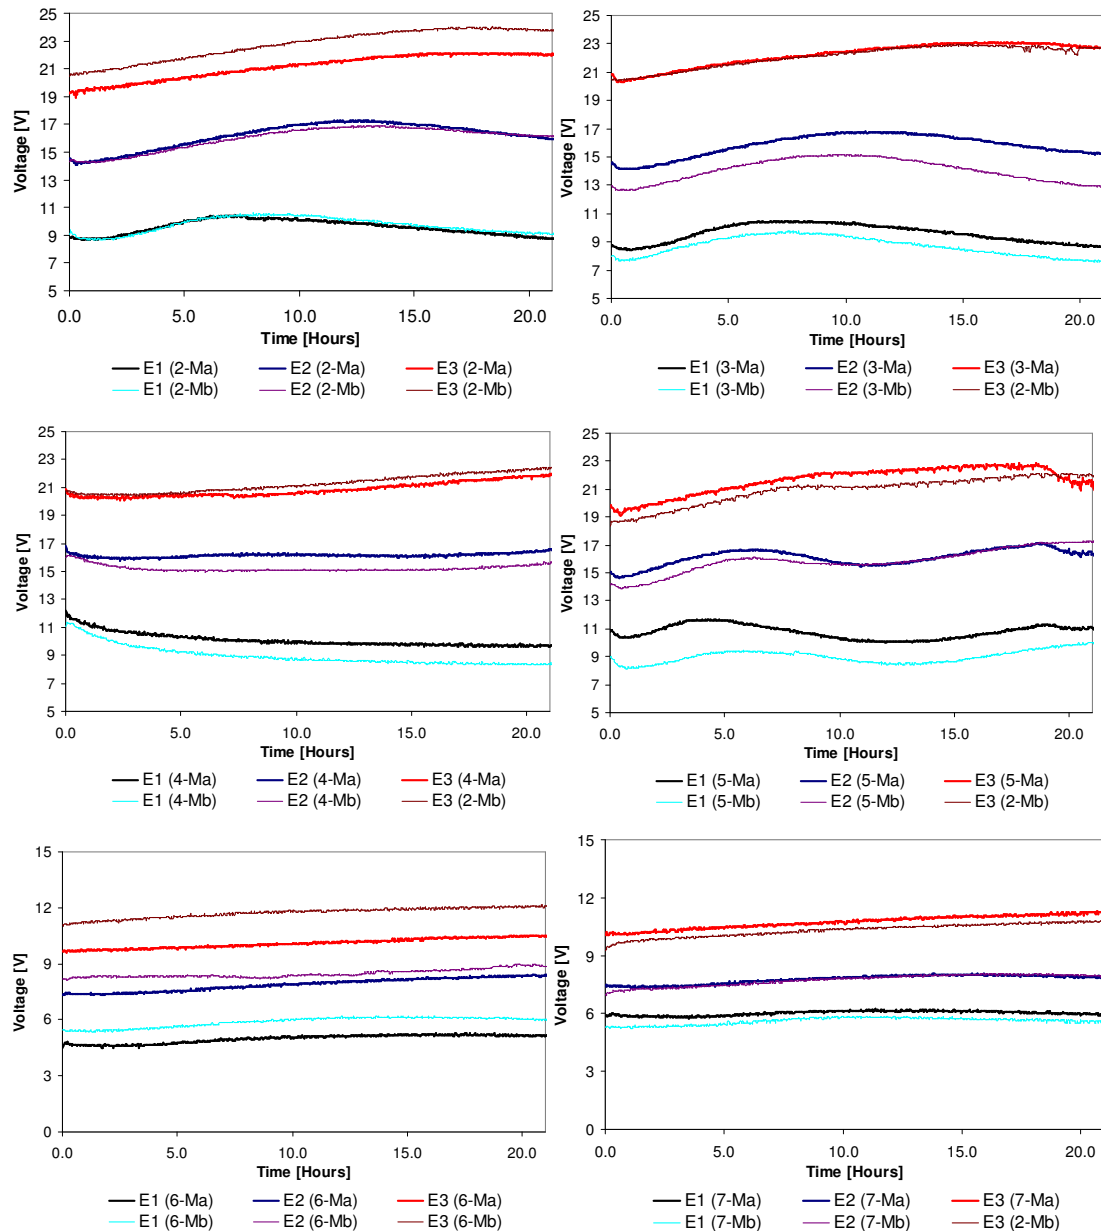 25
23
21
19
17
15
13
11
9
7
5
Voltage [V]
0.0 5.0 10.0 15.0 20.0
Time [Hours]
E1 (2-Ma) E2 (2-Ma) E3 (2-Ma)
E1 (2-Mb) E2 (2-Mb) E3 (2-Mb)
25
23
20
18
15
13
10
8
5
Voltage [V]
0.0 5.0 10.0 15.0 20.0
Time [Hours]
E1 (3-Ma) E2 (3-Ma) E3 (3-Ma)
E1 (3-Mb) E2 (3-Mb) E3 (2-Mb)
25
23
21
19
17
15
13
11
9
7
5
Voltage [V]
0.0 5.0 10.0 15.0 20.0
Time [Hours]
E1 (4-Ma) E2 (4-Ma) E3 (4-Ma)
E1 (4-Mb) E2 (4-Mb) E3 (2-Mb)
25
23
21
19
17
15
13
11
9
7
5
Voltage [V]
0.0 5.0 10.0 15.0 20.0
Time [Hours]
E1 (5-Ma) E2 (5-Ma) E3 (5-Ma)
E1 (5-Mb) E2 (5-Mb) E3 (2-Mb)
15
12
9
6
3
0
Voltage [V]
0.0 5.0 10.0 15.0 20.0
Time [Hours]
E1 (6-Ma) E2 (6-Ma) E3 (6-Ma)
E1 (6-Mb) E2 (6-Mb) E3 (6-Mb)
15
12
9
6
3
0
Voltage [V]
0.0 5.0 10.0 15.0 20.0
Time [Hours]
E1 (7-Ma) E2 (7-Ma) E3 (7-Ma)
E1 (7-Mb) E2 (7-Mb) E3 (2-Mb)